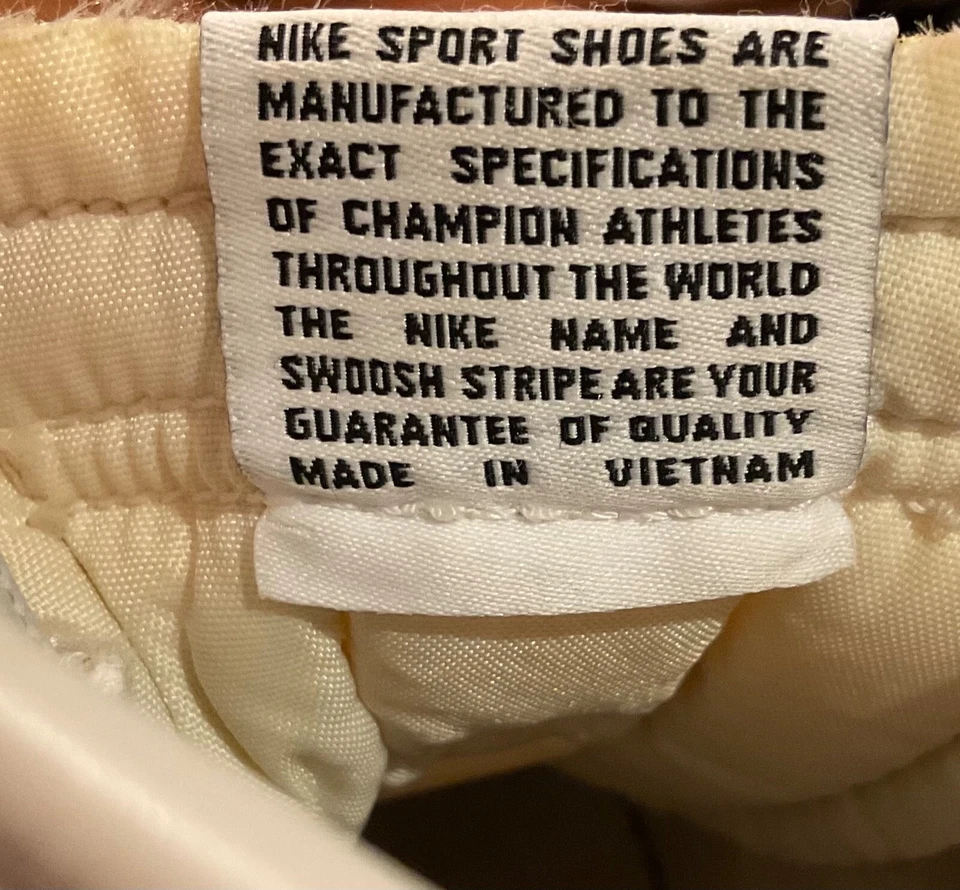 NIKE SPORT SHOES ARE
MANUFACTURED TO THE
EXACT SPECIFICATIONS
OF CHAMPION ATHLETES
THROUGHOUT THE WORLD
THE NIKE NAME AND
SWOOSH STRIPE ARE YOUR
GUARANTEE OF QUALITY
MADE IN VIETNAM